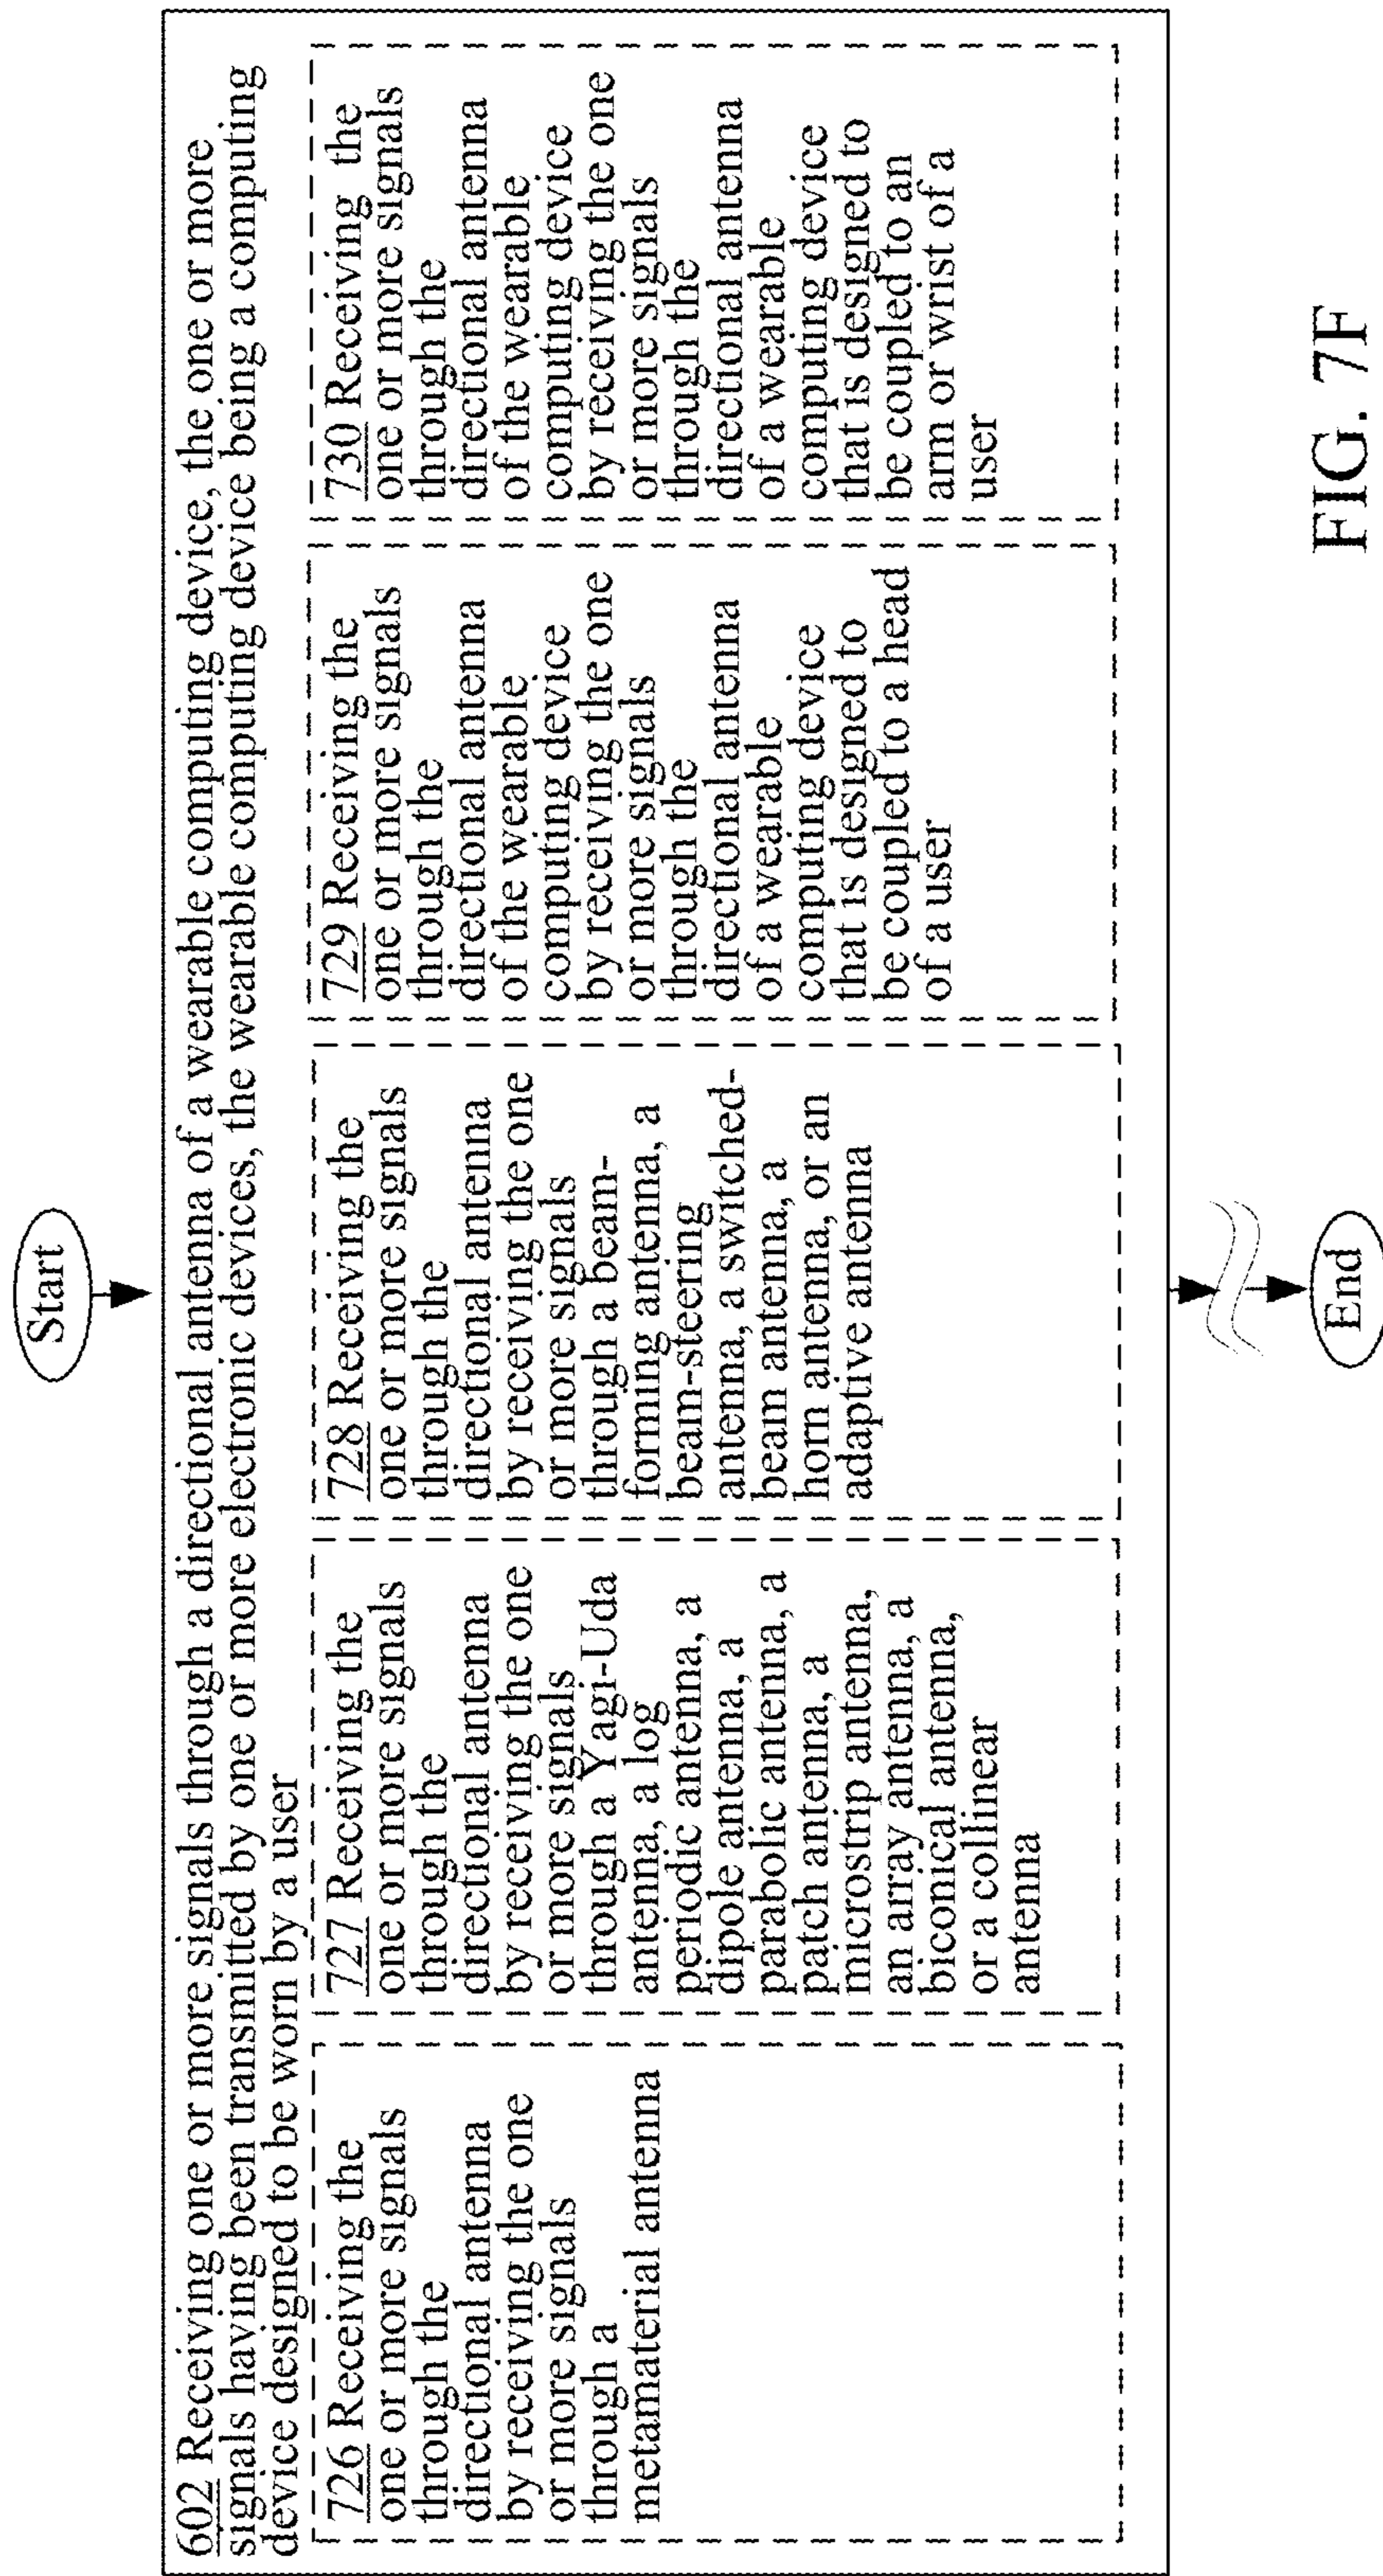 Start
602 Receiving one or more signals through a directional antenna of a wearable computing device, the one or more
signals having been transmitted by one or more electronic devices, the wearable computing device being a computing
device designed to be worn by a user
726 Receiving the
one or more signals
through the
directional antenna
by receiving the one
or more signals
through a
metamaterial antenna
727 Receiving the
one or more signals
through the
directional antenna
by receiving the one
or more signals
through a Yagi-Uda
antenna, a log
periodic antenna, a
dipole antenna, a
parabolic antenna, a
patch antenna, a
microstrip antenna,
an array antenna, a
biconical antenna,
or a collinear
antenna
728 Receiving the
one or more signals
through the
directional antenna
by receiving the one
or more signals
through a beam-
forming antenna, a
beam-steering
antenna, a switched-
beam antenna, a
horn antenna, or an
adaptive antenna
729 Receiving the
one or more signals
through the
directional antenna
of the wearable
computing device
by receiving the one
or more signals
through the
directional antenna
of a wearable
computing device
that is designed to
be coupled to a head
of a user
730 Receiving the
one or more signals
through the
directional antenna
of the wearable
computing device
by receiving the one
or more signals
through the
directional antenna
of a wearable
computing device
that is designed to
be coupled to an
arm or wrist of a
user
End
FIG. 7F